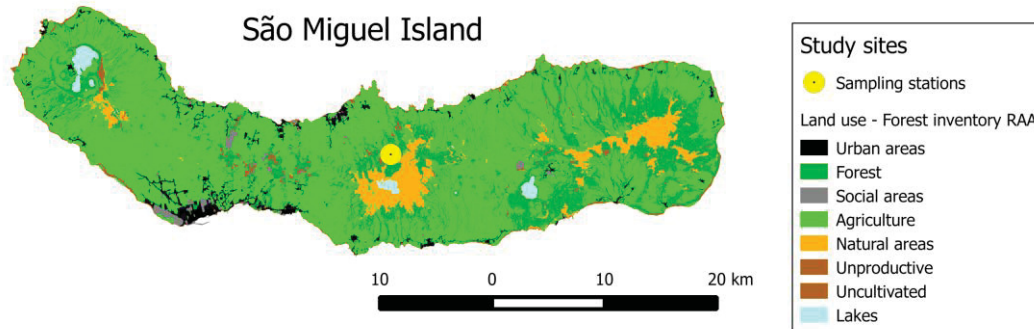 São Miguel Island
Study sites
Sampling stations
Land use - Forest inventory RAA
Urban areas
Forest
Social areas
Agriculture
Natural areas
Unproductive
Uncultivated
Lakes
10 0 10 20 km